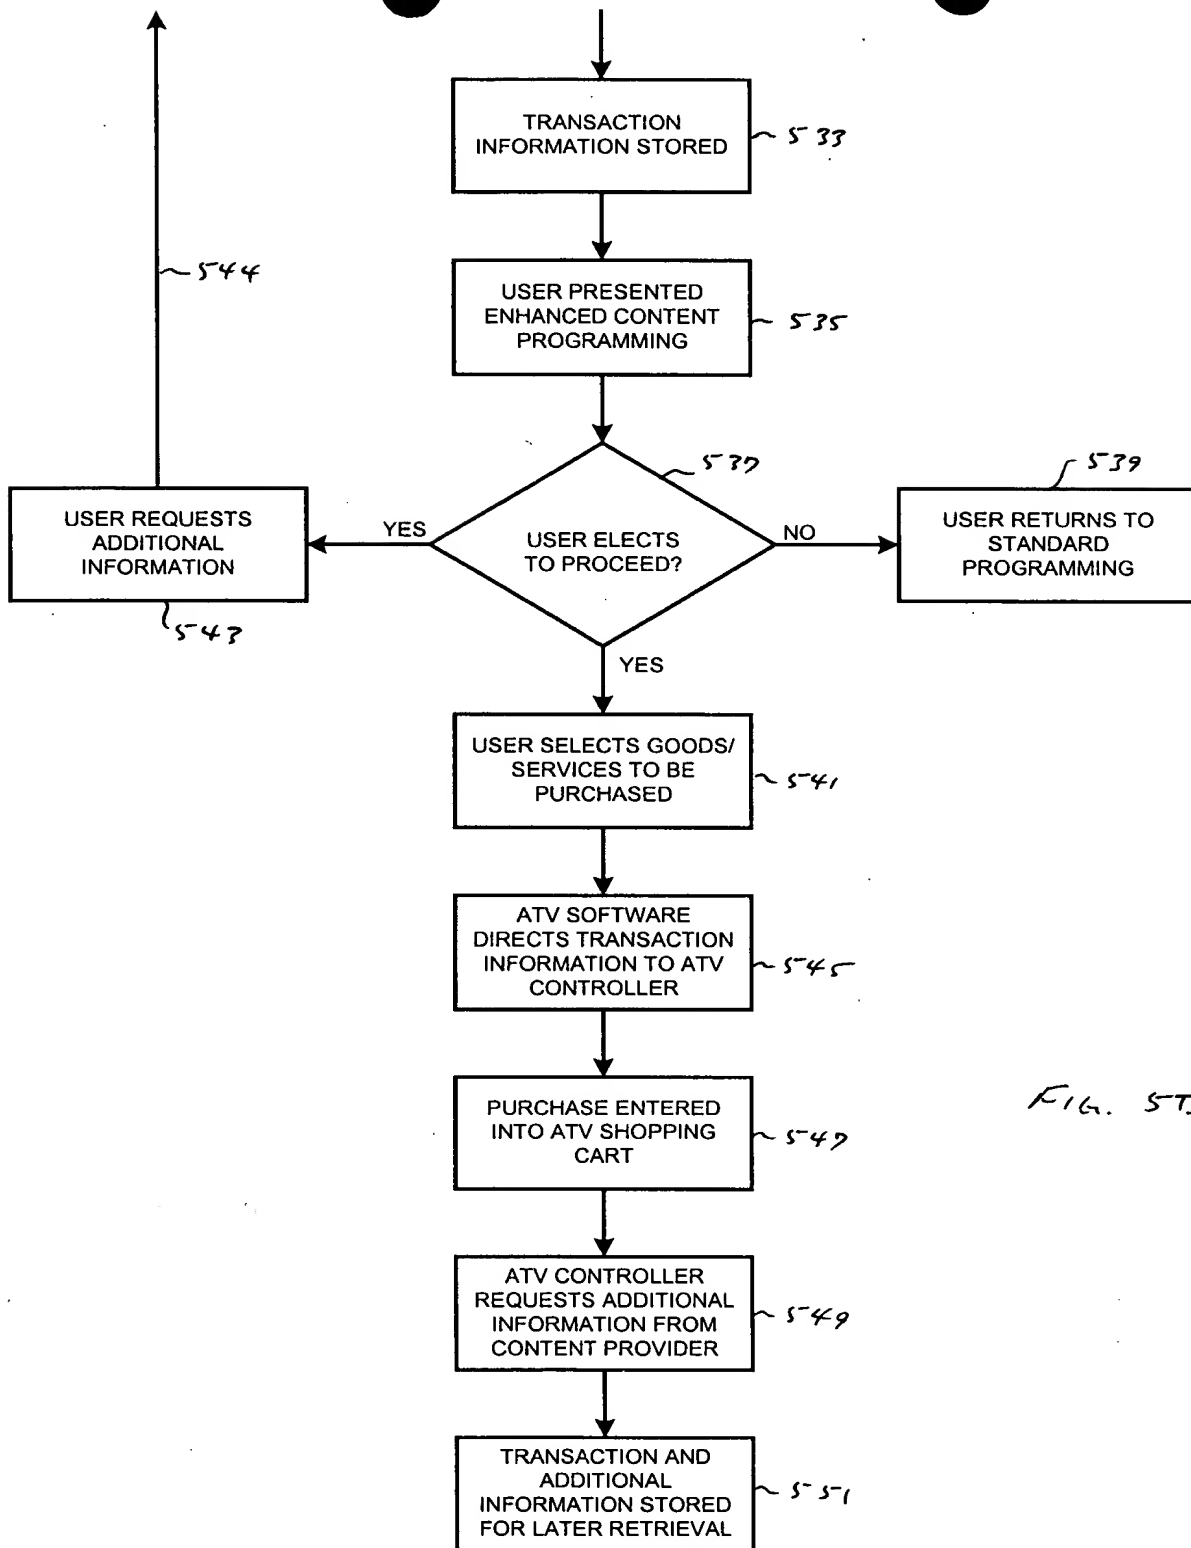 TRANSACTION
INFORMATION STORED
533
544
USER PRESENTED
ENHANCED CONTENT
PROGRAMMING
535
537
539
USER REQUESTS
ADDITIONAL
INFORMATION
543
YES
USER ELECTS
TO PROCEED?
NO
USER RETURNS TO
STANDARD
PROGRAMMING
YES
USER SELECTS GOODS/
SERVICES TO BE
PURCHASED
541
ATV SOFTWARE
DIRECTS TRANSACTION
INFORMATION TO ATV
CONTROLLER
545
PURCHASE ENTERED
INTO ATV SHOPPING
CART
547
FIG.
ATV CONTROLLER
REQUESTS ADDITIONAL
INFORMATION FROM
CONTENT PROVIDER
549
TRANSACTION AND
ADDITIONAL
INFORMATION STORED
FOR LATER RETRIEVAL
551